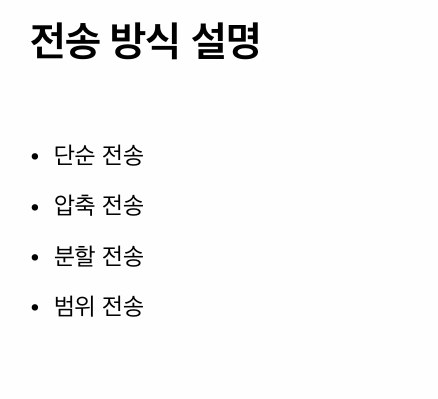 전송 방식 설명
• 단순 전송
• 압축 전송
• 분할 전송
• 범위 전송